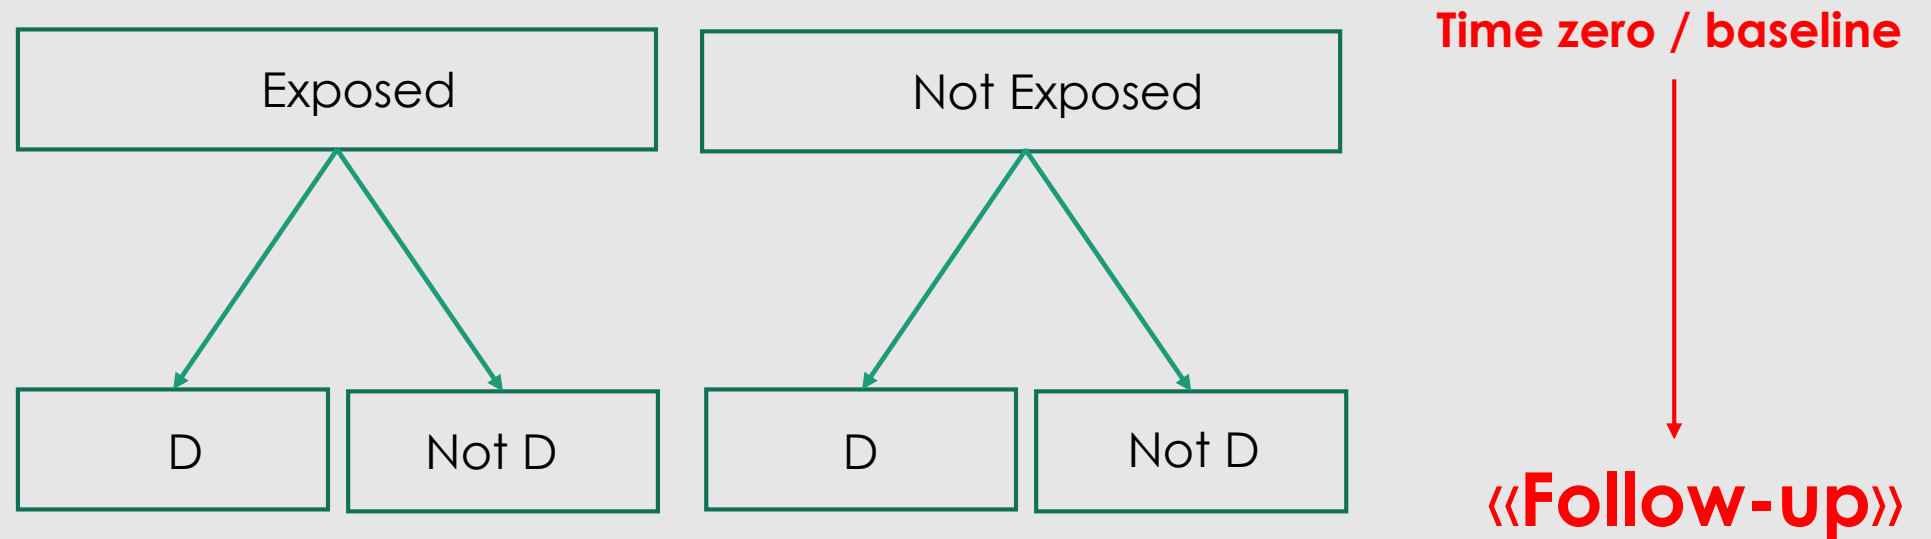 Exposed
Not Exposed
Time zero / baseline
D
Not D
D
Not D
«Follow-up»